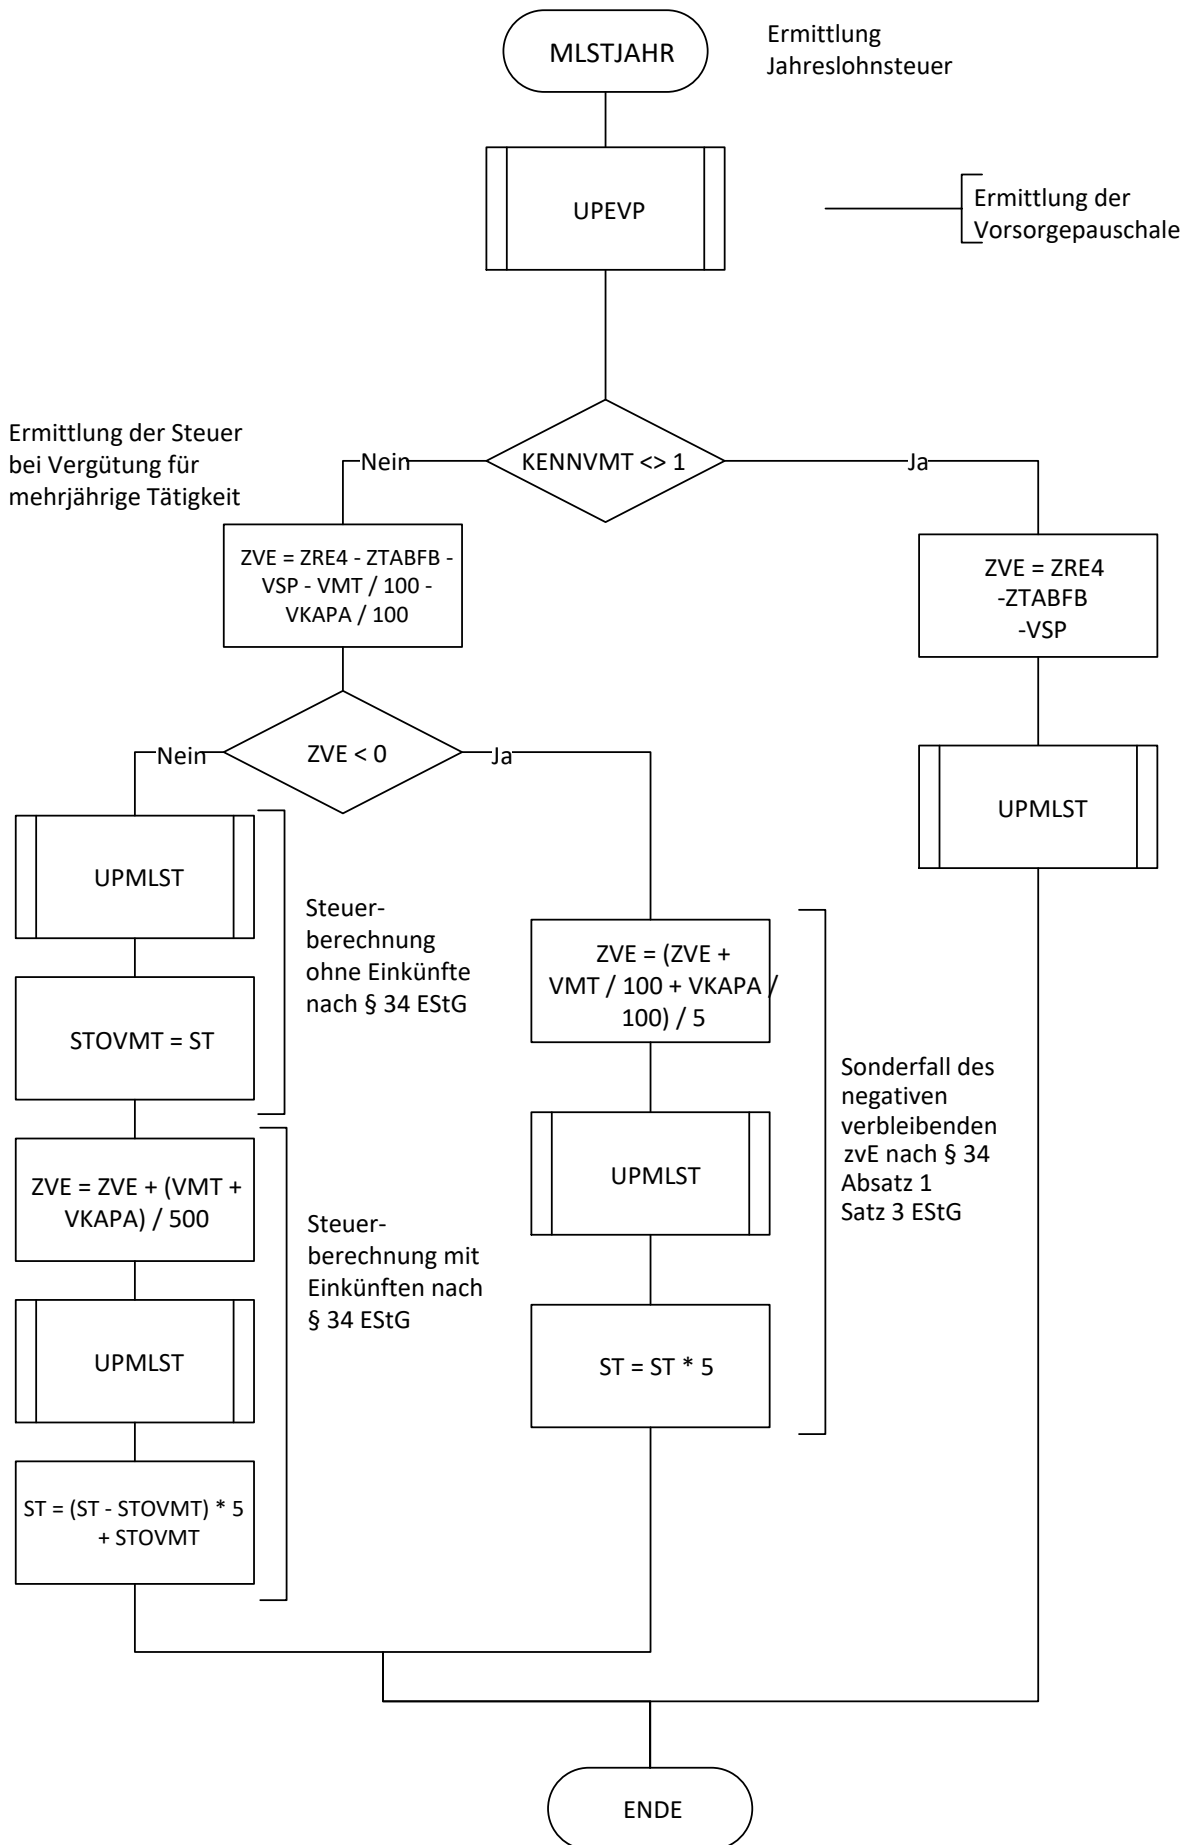 MLSTJAHR
Ermittlung
Jahreslohnsteuer
UPEVP
Ermittlung der
Vorsorgepauschale
Ermittlung der Steuer
bei Vergütung für
mehrjährige Tätigkeit
Nein
KENNVMT <> 1
Ja
ZVE = ZRE4 - ZTABFB -
VSP - VMT / 100 -
VKAPA / 100
ZVE = ZRE4
-ZTABFB
-VSP
Nein
ZVE < 0
Ja
UPMLST
UPMLST
Steuer-
berechnung
ohne Einkünfte
nach § 34 EStG
STOVMT = ST
ZVE = (ZVE +
VMT / 100 + VKAPA /
100) / 5
Sonderfall des
negativen
verbleibenden
zvE nach § 34
Absatz 1
Satz 3 EStG
UPMLST
ZVE = ZVE + (VMT +
VKAPA) / 500
Steuer-
berechnung mit
Einkünften nach
§ 34 EStG
UPMLST
ST = ST * 5
ST = (ST - STOVMT) * 5
+ STOVMT
ENDE